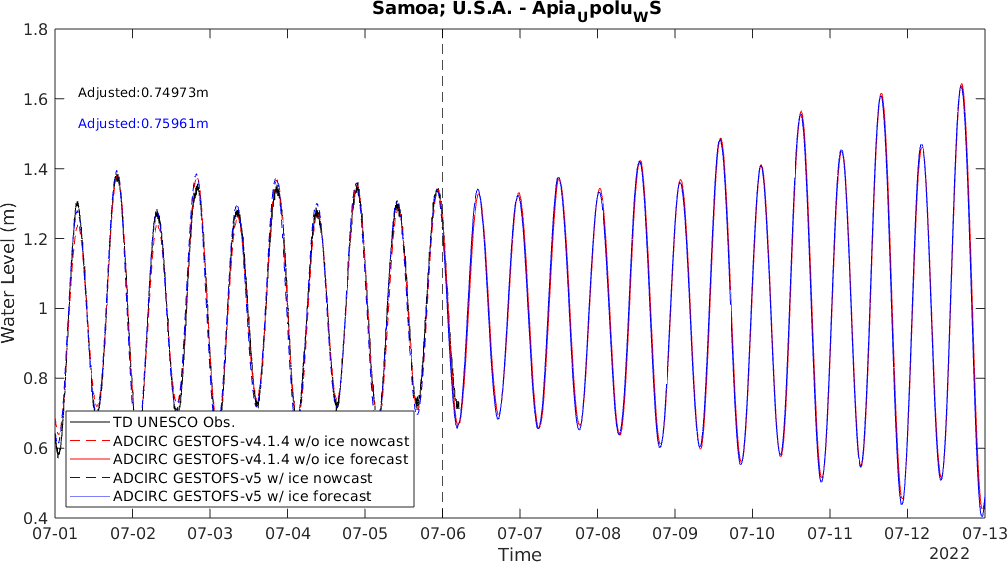 Samoa; U.S.A. - Apia_Upolu_WS
1.8
1.6
1.4
1.2
1
0.8
0.6
0.4
Water Level (m)
Adjusted:0.74973m
Adjusted:0.75961m
TD UNESCO Obs.
ADCIRC GESTOFS-v4.1.4 w/o ice nowcast
ADCIRC GESTOFS-v4.1.4 w/o ice forecast
ADCIRC GESTOFS-v5 w/ ice nowcast
ADCIRC GESTOFS-v5 w/ ice forecast
07-01 07-02 07-03 07-04 07-05 07-06 07-07 07-08 07-09 07-10 07-11 07-12 07-13
Time
2022